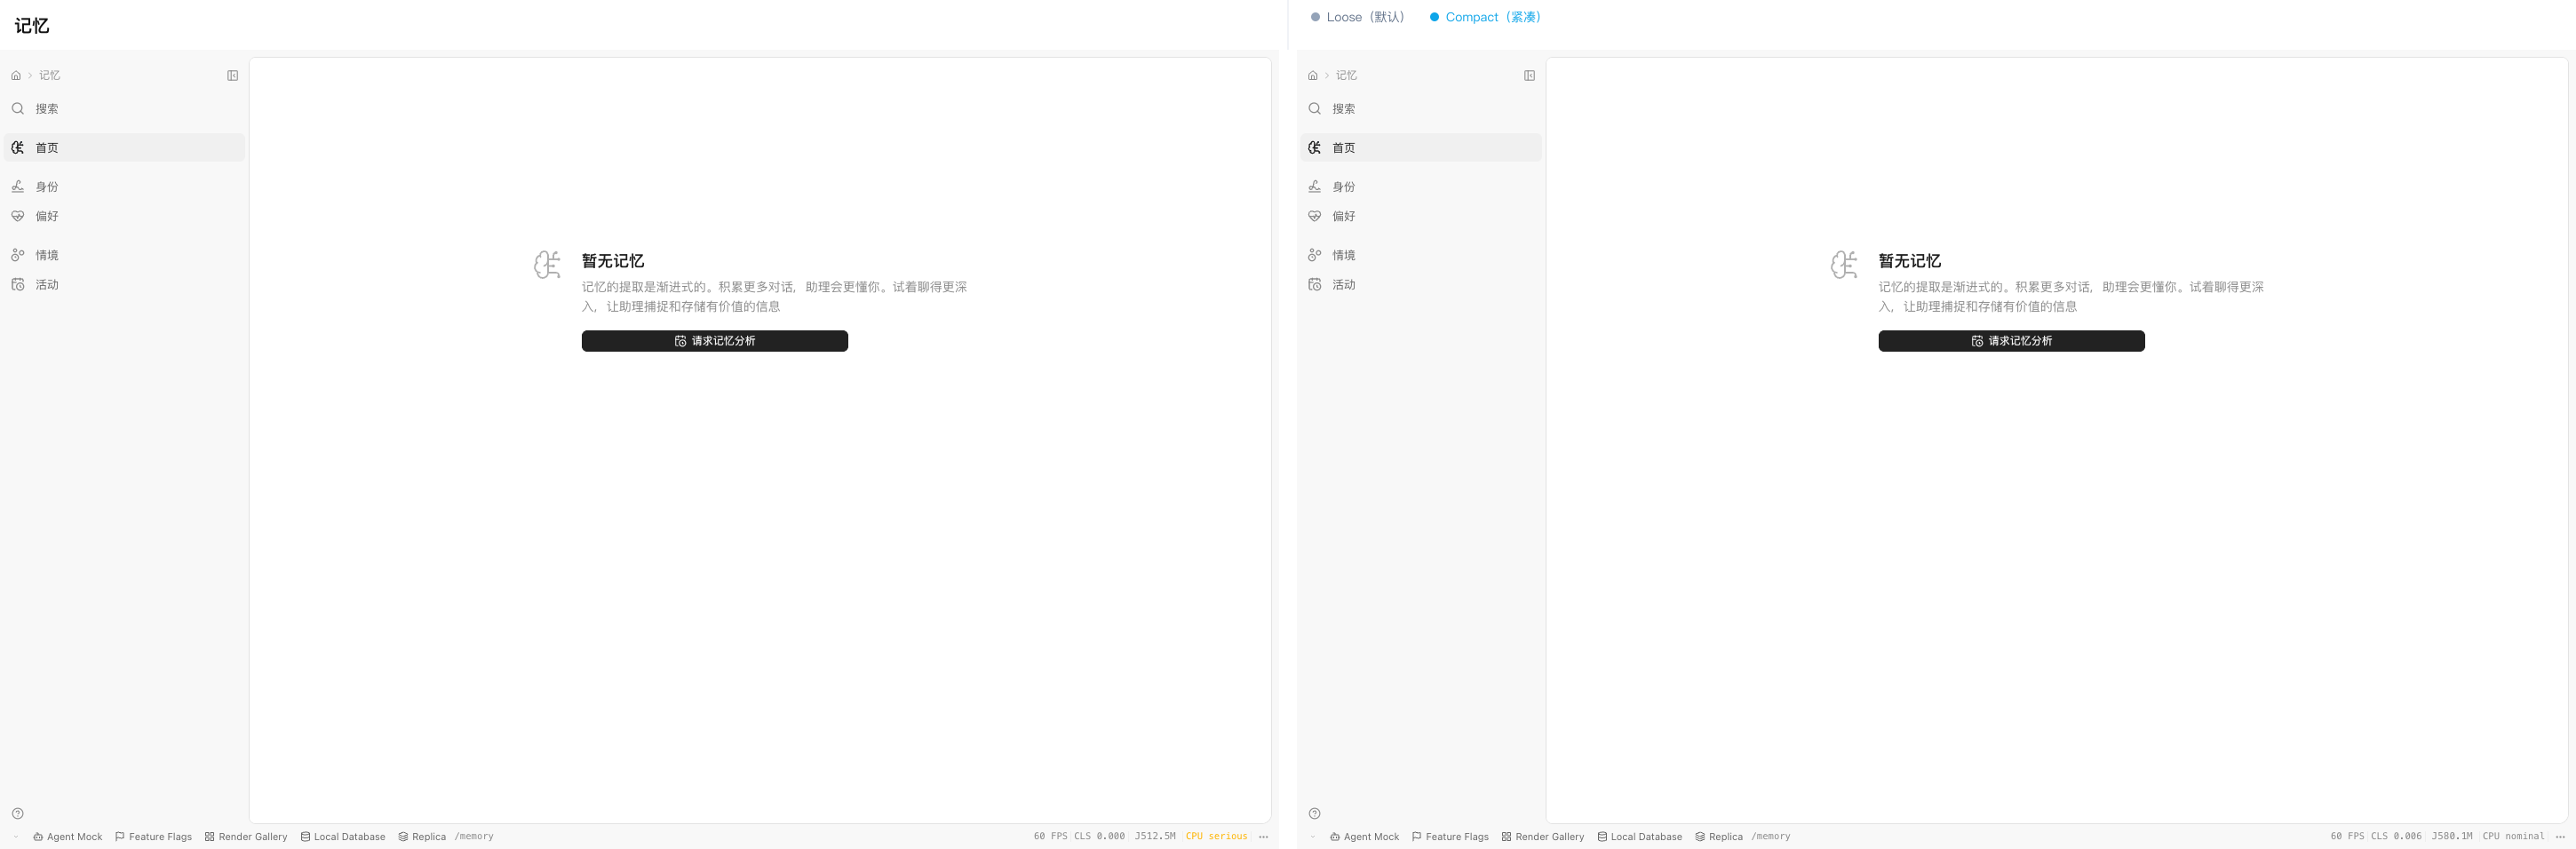 记忆
Loose（默认）
Compact（紧凑）
记忆
搜索
首页
身份
偏好
情境
活动
暂无记忆
记忆的提取是渐进式的。积累更多对话，助理会更懂你。试着聊得更深
入，让助理捕捉和存储有价值的信息
请求记忆分析
Agent Mock Feature Flags Render Gallery Local Database Replica /memory 60 FPS CLS 0.000 J512.5M CPU serious
记忆
搜索
首页
身份
偏好
情境
活动
暂无记忆
记忆的提取是渐进式的。积累更多对话，助理会更懂你。试着聊得更深
入，让助理捕捉和存储有价值的信息
请求记忆分析
Agent Mock Feature Flags Render Gallery Local Database Replica /memory 60 FPS CLS 0.006 J580.1M CPU nominal